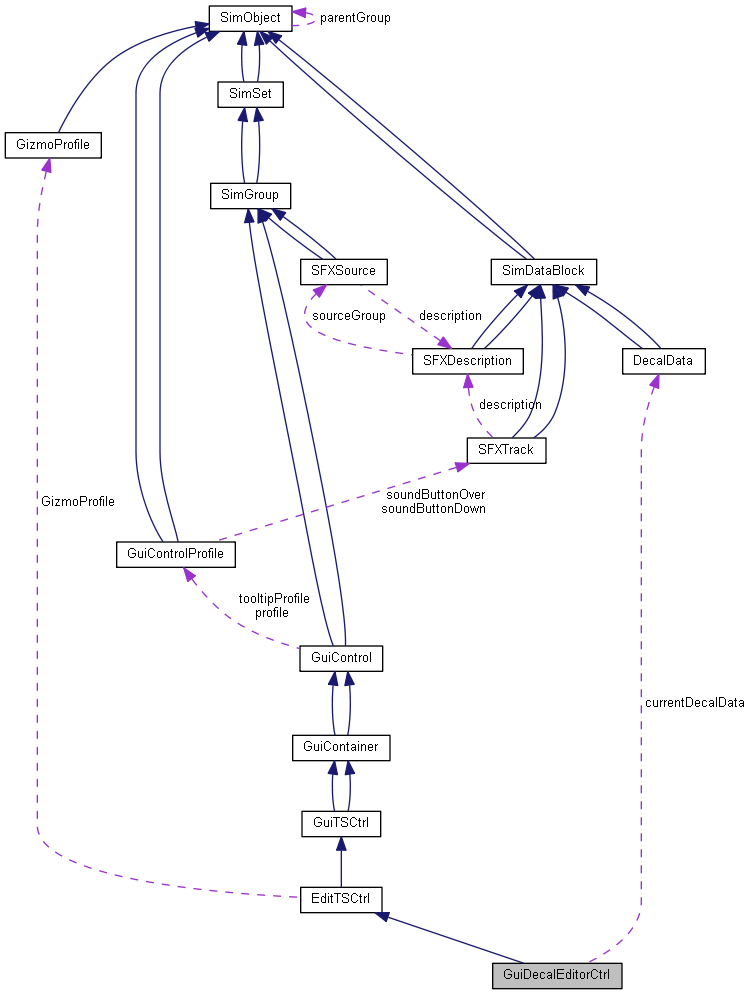 SimObject
parentGroup
SimSet
GizmoProfile
SimGroup
SFXSource
SimDataBlock
sourceGroup
description
SFXDescription
DecalData
description
SFXTrack
GizmoProfile
soundButtonOver
soundButtonDown
GuiControlProfile
tooltipProfile
profile
GuiControl
currentDecalData
GuiContainer
GuiTSCtrl
EditTSCtrl
GuiDecalEditorCtrl